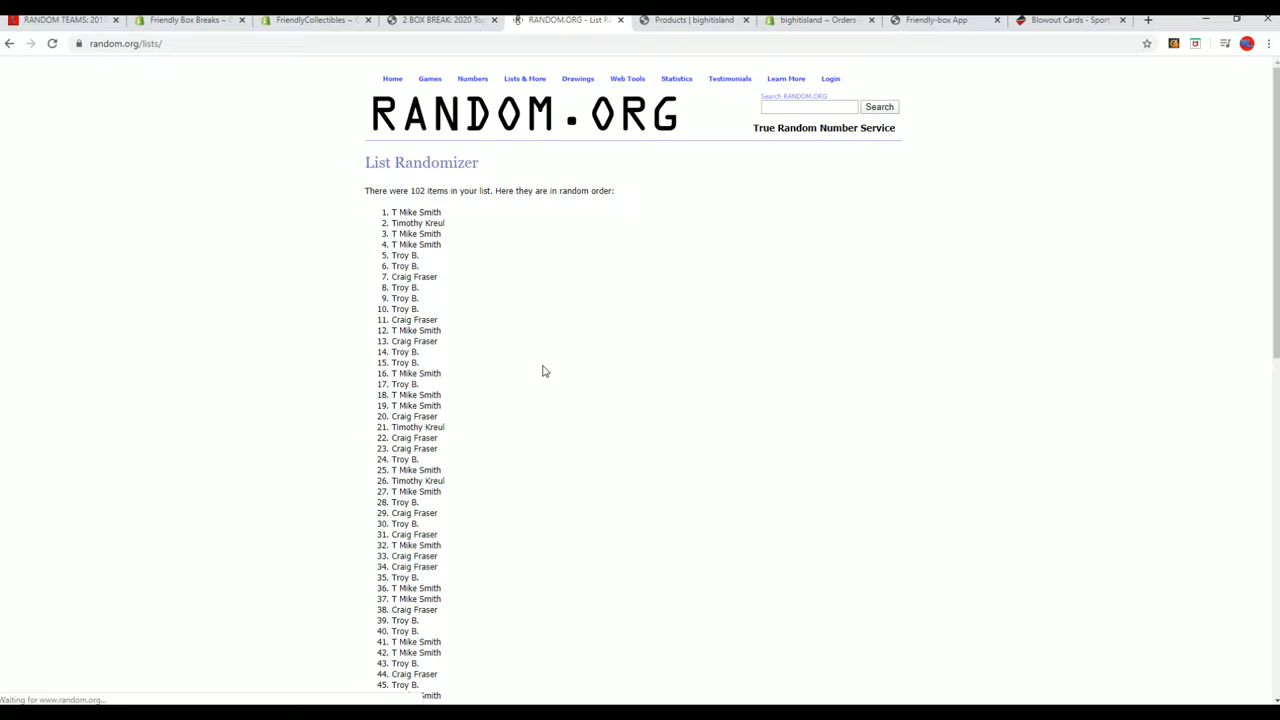 RANDOM TEAMS: 201
Friendly Box Breaks ~ C
FriendlyCollectibles ~ C
2 BOX BREAK: 2020 Top
RANDOM.ORG - List R
Products | bighitisland
bighitisland ~ Orders
Friendly-box App
Blowout Cards - Sport
random.org/lists/
Home Games Numbers Lists & More Drawings Web Tools Statistics Testimonials Learn More Login
Search RANDOM.ORG
RANDOM.ORG
Search
True Random Number Service
List Randomizer
There were 102 items in your list. Here they are in random order:
1. T Mike Smith
2. Timothy Kreul
3. T Mike Smith
4. T Mike Smith
5. Troy B.
6. Troy B.
7. Craig Fraser
8. Troy B.
9. Troy B.
10. Troy B.
11. Craig Fraser
12. T Mike Smith
13. Craig Fraser
14. Troy B.
15. Troy B.
16. T Mike Smith
17. Troy B.
18. T Mike Smith
19. T Mike Smith
20. Craig Fraser
21. Timothy Kreul
22. Craig Fraser
23. Craig Fraser
24. Troy B.
25. T Mike Smith
26. Timothy Kreul
27. T Mike Smith
28. Troy B.
29. Craig Fraser
30. Troy B.
31. Craig Fraser
32. T Mike Smith
33. Craig Fraser
34. Craig Fraser
35. Troy B.
36. T Mike Smith
37. T Mike Smith
38. Craig Fraser
39. Troy B.
40. Troy B.
41. T Mike Smith
42. T Mike Smith
43. Troy B.
44. Craig Fraser
45. Troy B.
Smith
Waiting for www.random.org...